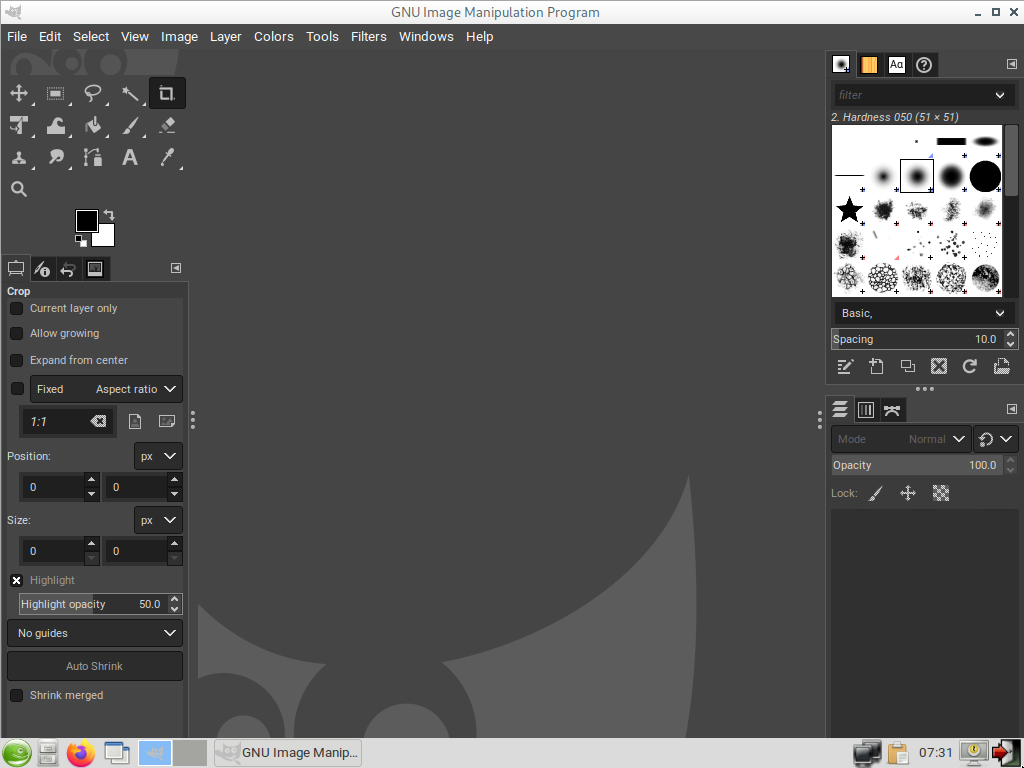 GNU Image Manipulation Program
File Edit Select View Image Layer Colors Tools Filters Windows Help
filter
2. Hardness 050 (51 × 51)
Basic,
Spacing 10.0
Mode Normal
Opacity 100.0
Lock:
Crop
Current layer only
Allow growing
Expand from center
Fixed Aspect ratio
1:1
Position: px
0 0
Size: px
0 0
Highlight
Highlight opacity 50.0
No guides
Auto Shrink
Shrink merged
GNU Image Manip...
07:31